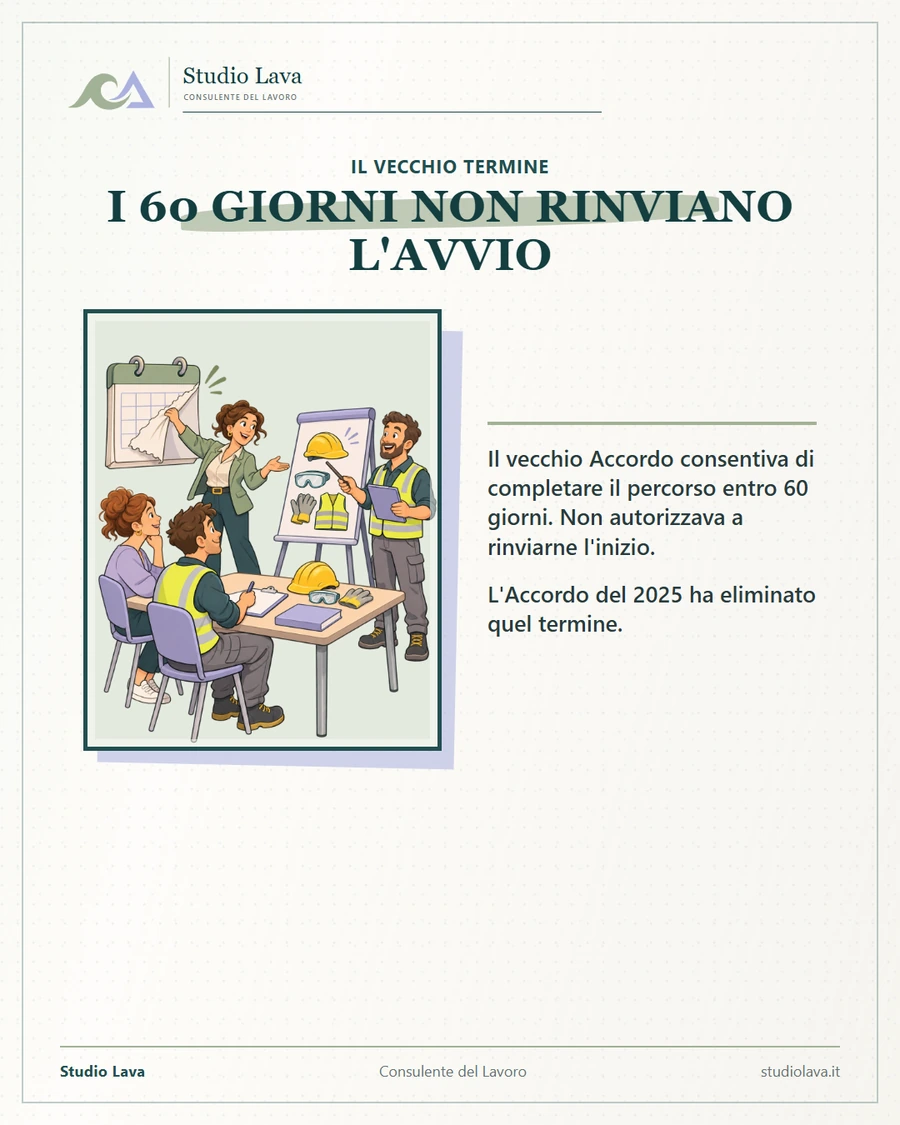 Studio Lava
CONSULENTE DEL LAVORO
IL VECCHIO TERMINE
I 60 GIORNI NON RINVIANO
L'AVVIO
Il vecchio Accordo consentiva di
completare il percorso entro 60
giorni. Non autorizzava a
rinviarne l'inizio.
L'Accordo del 2025 ha eliminato
quel termine.
Studio Lava
Consulente del Lavoro
studiolava.it